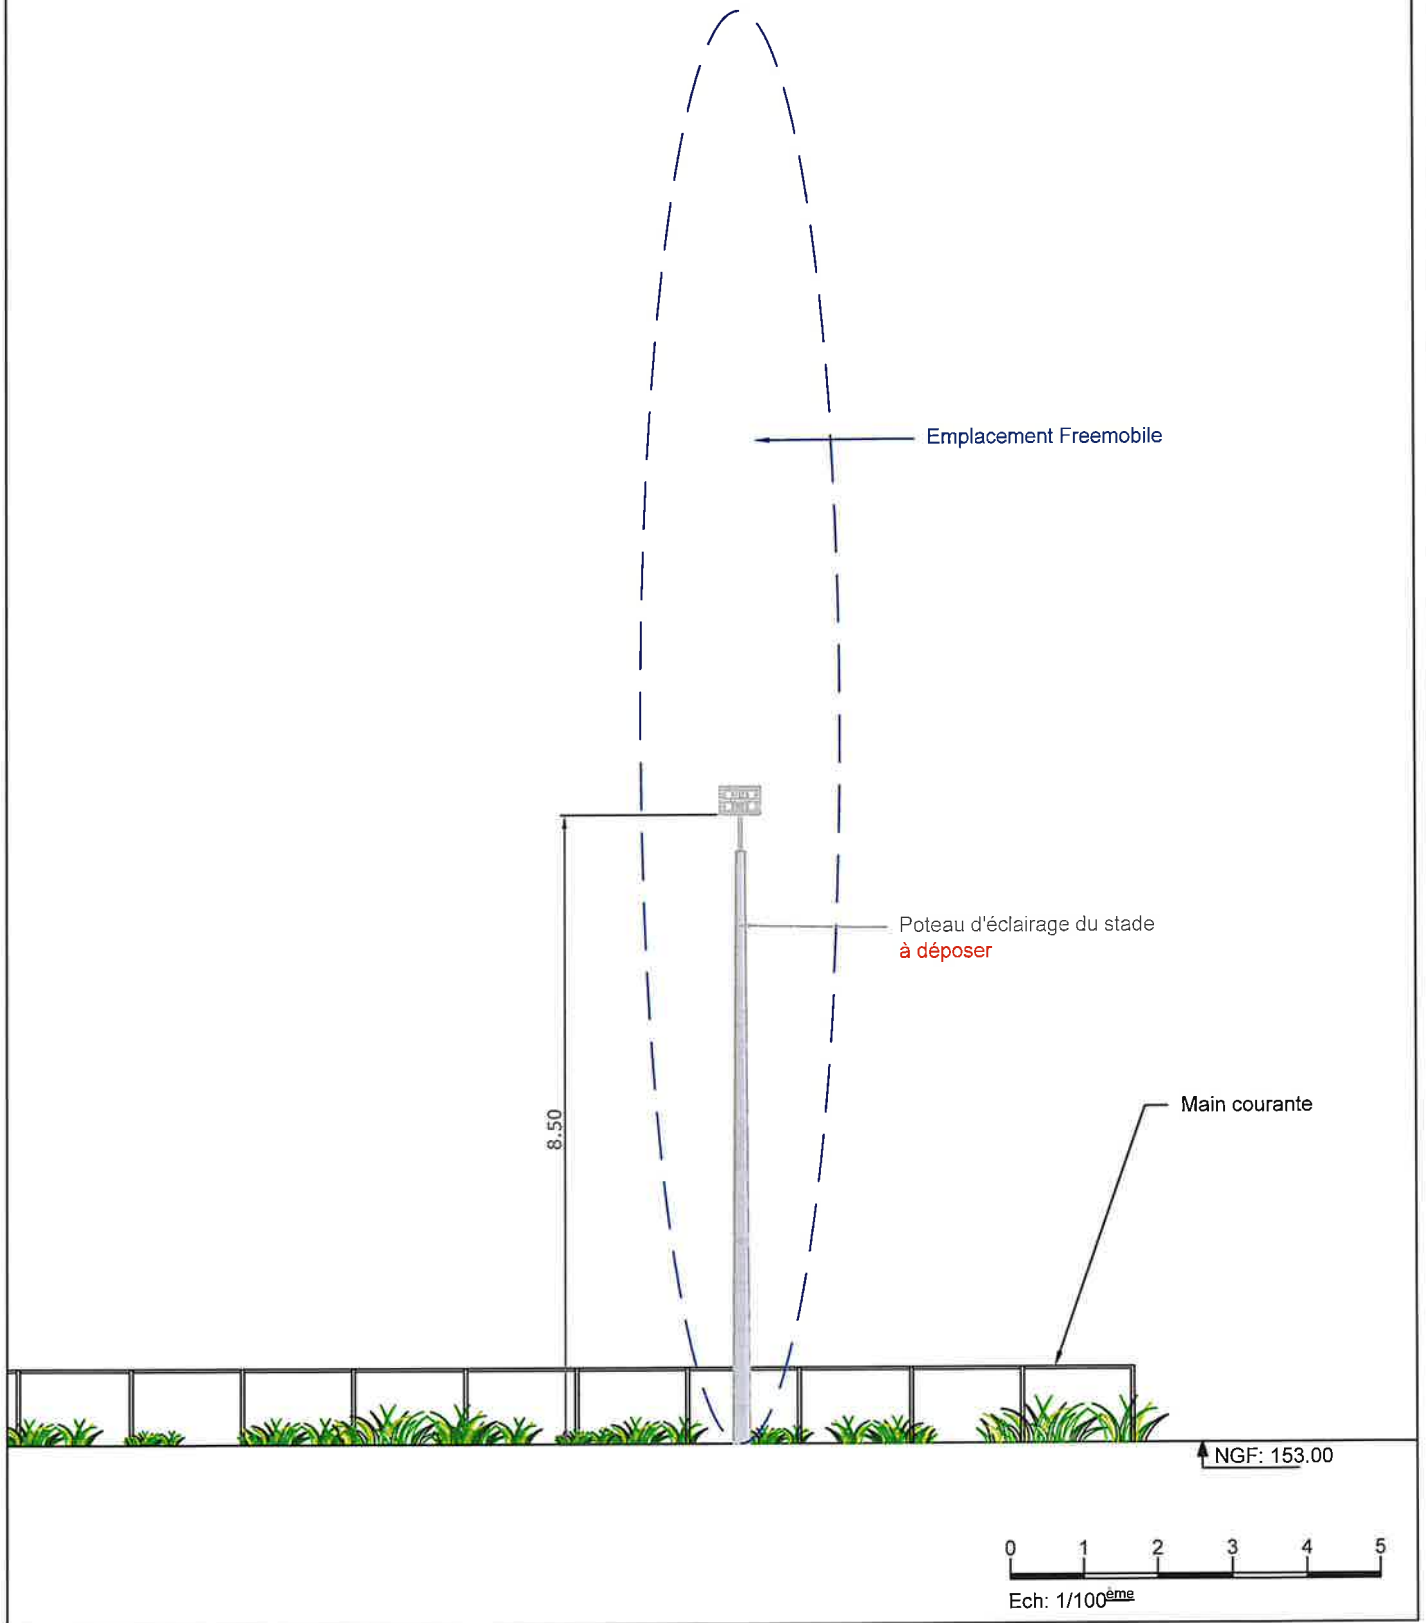 Emplacement Freemobile
Poteau d'éclairage du stade
à déposer
8.50
Main courante
NGF: 153.00
0 1 2 3 4 5
Ech: 1/100ème